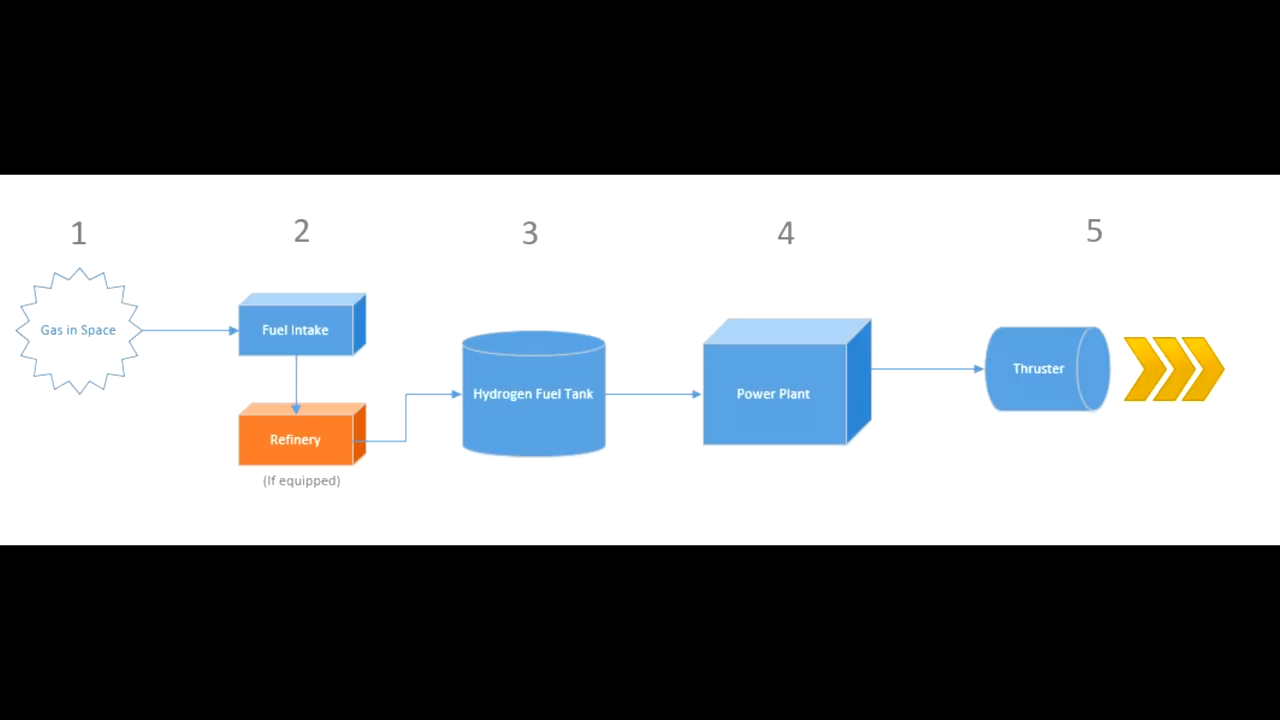 1
2
3
4
5
Gas in Space
Fuel Intake
Refinery
(If equipped)
Hydrogen Fuel Tank
Power Plant
Thruster